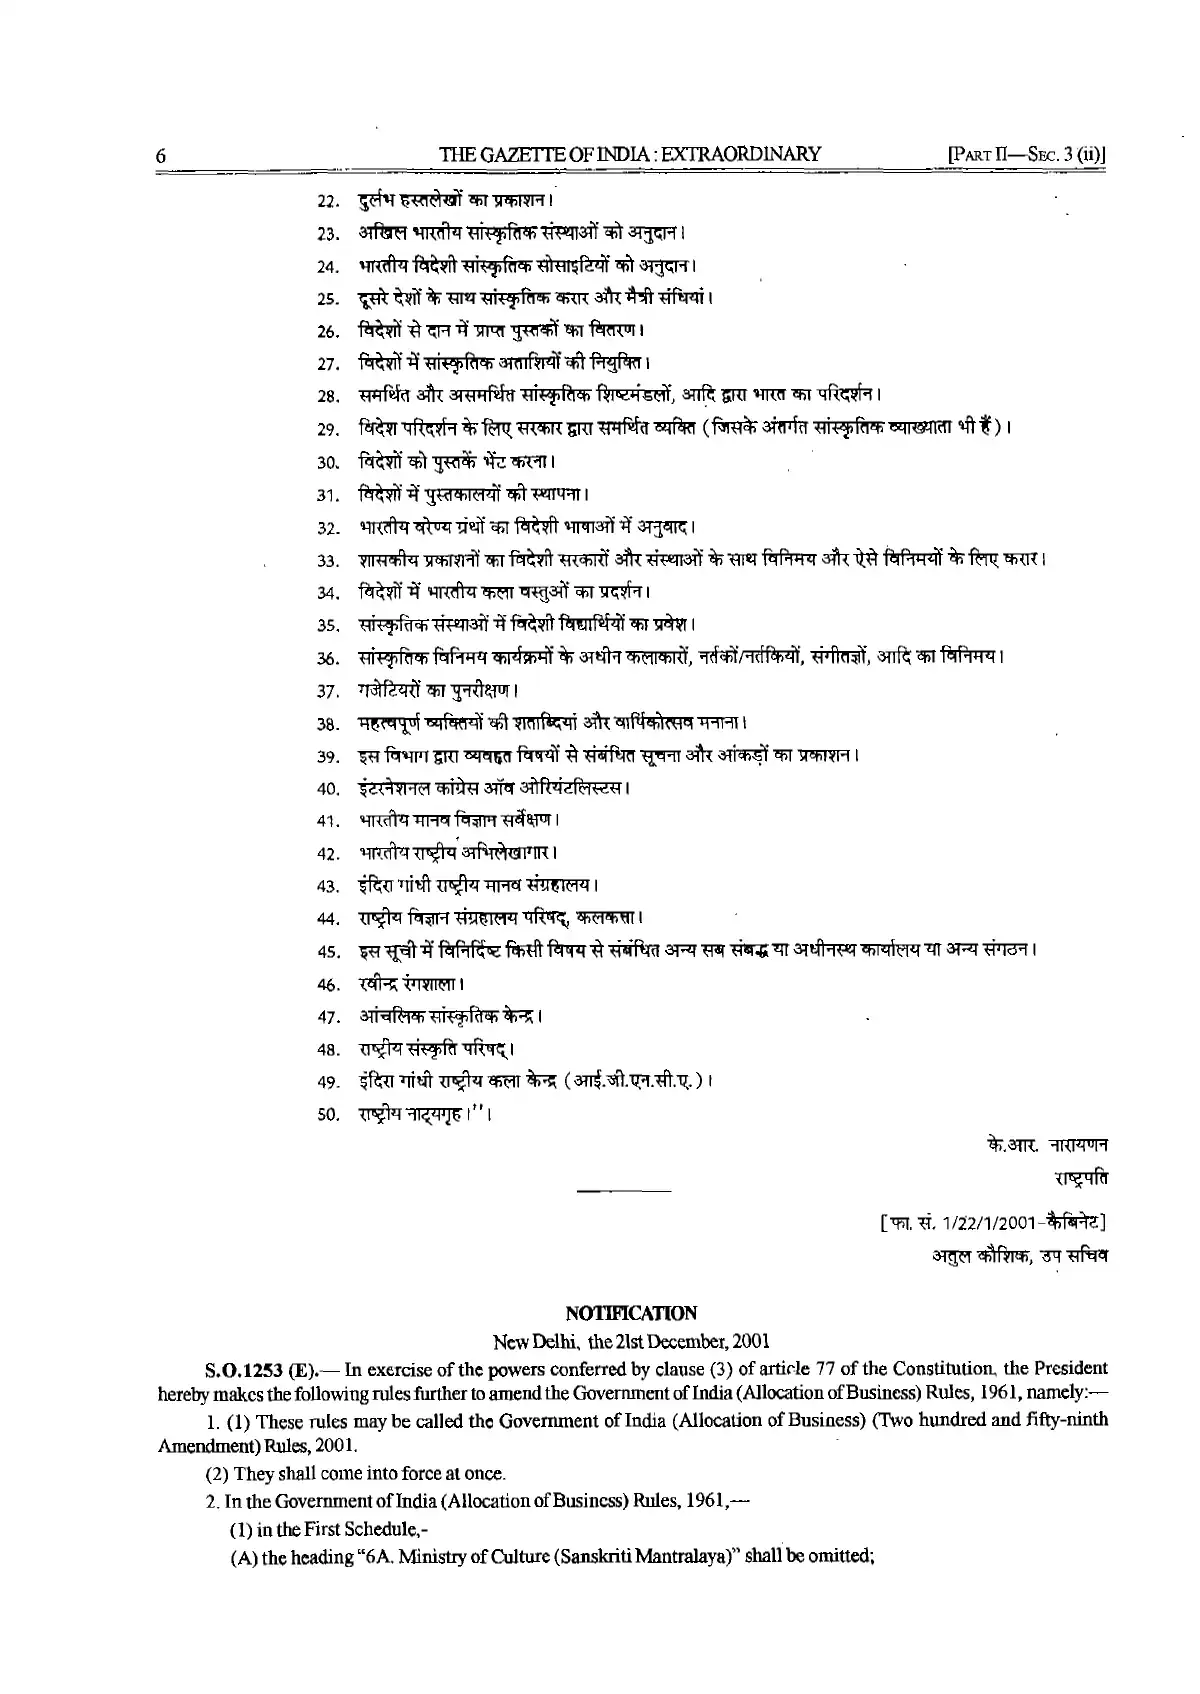 6 THE GAZETTE OF INDIA : EXTRAORDINARY [PART II—SEC. 3 (ii)]
22. दुर्लभ हस्तलेखों का प्रकाशन।
23. अखिल भारतीय सांस्कृतिक संस्थाओं को अनुदान।
24. भारतीय विदेशी सांस्कृतिक सोसाइटियों को अनुदान।
25. दूसरे देशों के साथ सांस्कृतिक करार और मैत्री संधियां।
26. विदेशों से दान में प्राप्त पुस्तकों का वितरण।
27. विदेशों में सांस्कृतिक अताशियों की नियुक्ति।
28. समर्थित और असमर्थित सांस्कृतिक शिष्टमंडलों, आदि द्वारा भारत का परिदर्शन।
29. विदेश परिदर्शन के लिए सरकार द्वारा समर्थित व्यक्ति (जिसके अंतर्गत सांस्कृतिक व्याख्याता भी हैं)।
30. विदेशों को पुस्तकें भेंट करना।
31. विदेशों में पुस्तकालयों की स्थापना।
32. भारतीय वरेण्य ग्रंथों का विदेशी भाषाओं में अनुवाद।
33. शासकीय प्रकाशनों का विदेशी सरकारों और संस्थाओं के साथ विनिमय और ऐसे विनिमयों के लिए करार।
34. विदेशों में भारतीय कला वस्तुओं का प्रदर्शन।
35. सांस्कृतिक संस्थाओं में विदेशी विद्यार्थियों का प्रवेश।
36. सांस्कृतिक विनिमय कार्यक्रमों के अधीन कलाकारों, नर्तकों/नर्तकियों, संगीतज्ञों, आदि का विनिमय।
37. गजेटियरों का पुनरीक्षण।
38. महत्वपूर्ण व्यक्तियों की शताब्दियां और वार्षिकोत्सव मनाना।
39. इस विभाग द्वारा व्यवहृत विषयों से संबंधित सूचना और आंकड़ों का प्रकाशन।
40. इंटरनेशनल कांग्रेस ऑव ओरियंटलिस्टस।
41. भारतीय मानव विज्ञान सर्वेक्षण।
42. भारतीय राष्ट्रीय अभिलेखागार।
43. इंदिरा गांधी राष्ट्रीय मानव संग्रहालय।
44. राष्ट्रीय विज्ञान संग्रहालय परिषद्, कलकत्ता।
45. इस सूची में विनिर्दिष्ट किसी विषय से संबंधित अन्य सब संबद्ध या अधीनस्थ कार्यालय या अन्य संगठन।
46. रवीन्द्र रंगशाला।
47. आंचलिक सांस्कृतिक केन्द्र।
48. राष्ट्रीय संस्कृति परिषद्।
49. इंदिरा गांधी राष्ट्रीय कला केन्द्र (आई.जी.एन.सी.ए.)।
50. राष्ट्रीय नाट्यगृह।''।
के.आर. नारायणन
राष्ट्रपति
[फा. सं. 1/22/1/2001-कैबिनेट]
अतुल कौशिक, उप सचिव
NOTIFICATION
New Delhi, the 21st December, 2001
S.O.1253 (E).— In exercise of the powers conferred by clause (3) of article 77 of the Constitution, the President
hereby makes the following rules further to amend the Government of India (Allocation of Business) Rules, 1961, namely:—
1. (1) These rules may be called the Government of India (Allocation of Business) (Two hundred and fifty-ninth
Amendment) Rules, 2001.
(2) They shall come into force at once.
2. In the Government of India (Allocation of Business) Rules, 1961,—
(1) in the First Schedule,-
(A) the heading “6A. Ministry of Culture (Sanskriti Mantralaya)” shall be omitted;